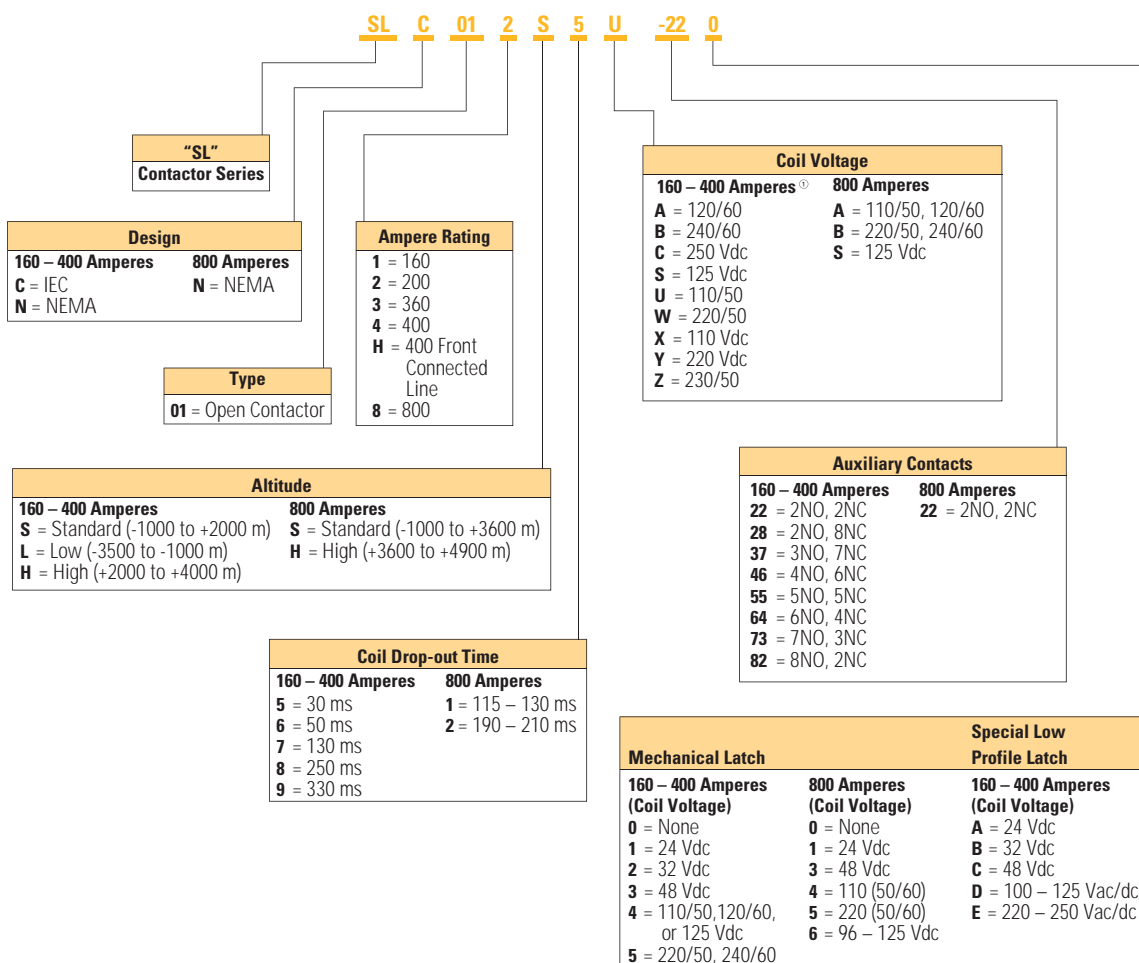 SL C 01 2 S 5 U -22 0
“SL”
Contactor Series
Design
160 – 400 Amperes 800 Amperes
C = IEC N = NEMA
N = NEMA
Type
01 = Open Contactor
Ampere Rating
1 = 160
2 = 200
3 = 360
4 = 400
H = 400 Front
Connected
Line
8 = 800
Coil Voltage
160 – 400 Amperes ① 800 Amperes
A = 120/60 A = 110/50, 120/60
B = 240/60 B = 220/50, 240/60
C = 250 Vdc S = 125 Vdc
S = 125 Vdc
U = 110/50
W = 220/50
X = 110 Vdc
Y = 220 Vdc
Z = 230/50
Altitude
160 – 400 Amperes 800 Amperes
S = Standard (-1000 to +2000 m) S = Standard (-1000 to +3600 m)
L = Low (-3500 to -1000 m) H = High (+3600 to +4900 m)
H = High (+2000 to +4000 m)
Auxiliary Contacts
160 – 400 Amperes 800 Amperes
22 = 2NO, 2NC 22 = 2NO, 2NC
28 = 2NO, 8NC
37 = 3NO, 7NC
46 = 4NO, 6NC
55 = 5NO, 5NC
64 = 6NO, 4NC
73 = 7NO, 3NC
82 = 8NO, 2NC
Coil Drop-out Time
160 – 400 Amperes 800 Amperes
5 = 30 ms 1 = 115 – 130 ms
6 = 50 ms 2 = 190 – 210 ms
7 = 130 ms
8 = 250 ms
9 = 330 ms
Special Low
Mechanical Latch Profile Latch
160 – 400 Amperes 800 Amperes 160 – 400 Amperes
(Coil Voltage) (Coil Voltage) (Coil Voltage)
0 = None 0 = None A = 24 Vdc
1 = 24 Vdc 1 = 24 Vdc B = 32 Vdc
2 = 32 Vdc 3 = 48 Vdc C = 48 Vdc
3 = 48 Vdc 4 = 110 (50/60) D = 100 – 125 Vac/dc
4 = 110/50,120/60, 5 = 220 (50/60) E = 220 – 250 Vac/dc
or 125 Vdc 6 = 96 – 125 Vdc
5 = 220/50, 240/60